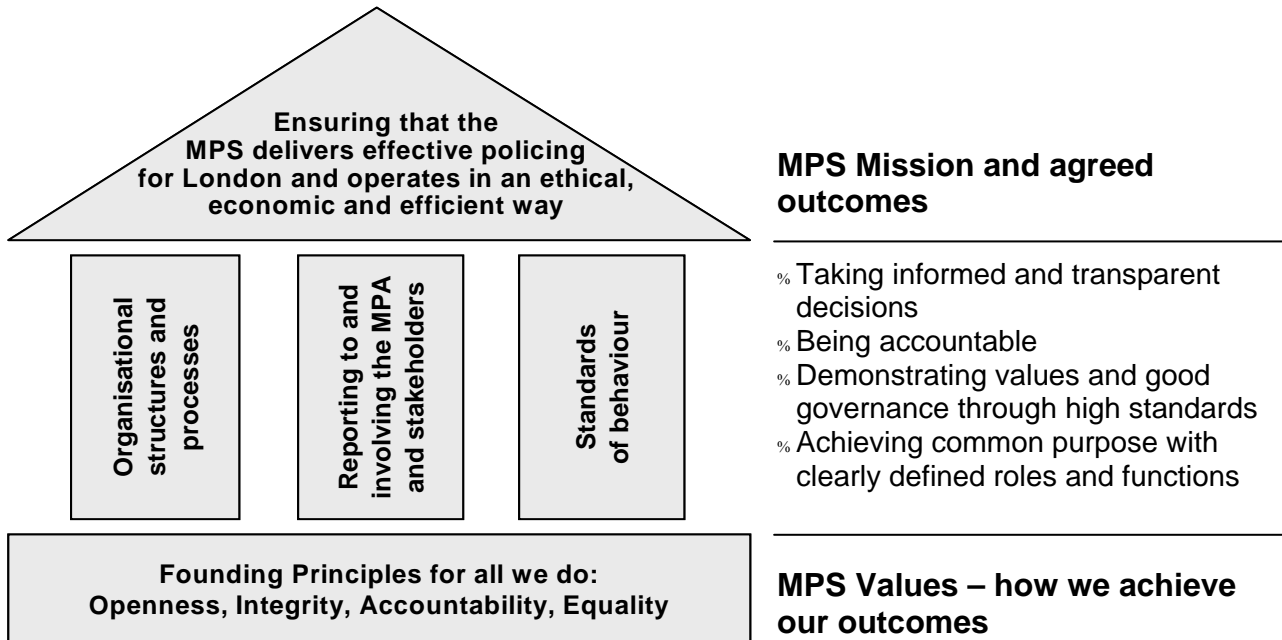 Ensuring that the
MPS delivers effective policing
for London and operates in an ethical,
economic and efficient way
MPS Mission and agreed
outcomes
Organisational
structures and
processes
Reporting to and
involving the MPA
and stakeholders
Standards
of behaviour
% Taking informed and transparent
decisions
% Being accountable
% Demonstrating values and good
governance through high standards
% Achieving common purpose with
clearly defined roles and functions
Founding Principles for all we do:
Openness, Integrity, Accountability, Equality
MPS Values – how we achieve
our outcomes